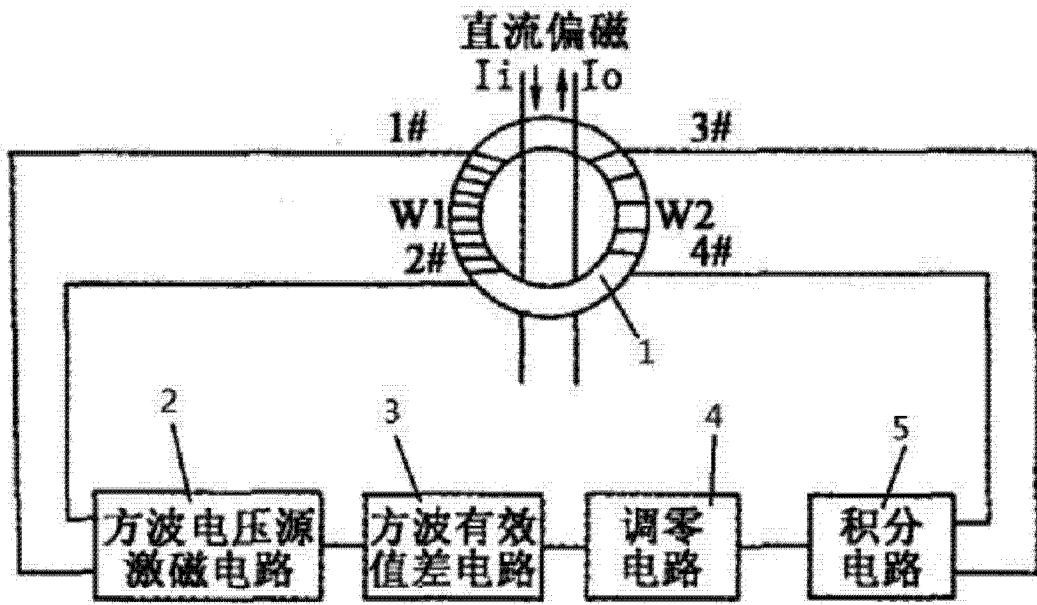 直流偏磁
Ii Io
1# 3#
W1 W2
2# 4#
1
2 3 4 5
方波电压源
激磁电路
方波有效
值差电路
调零
电路
积分
电路